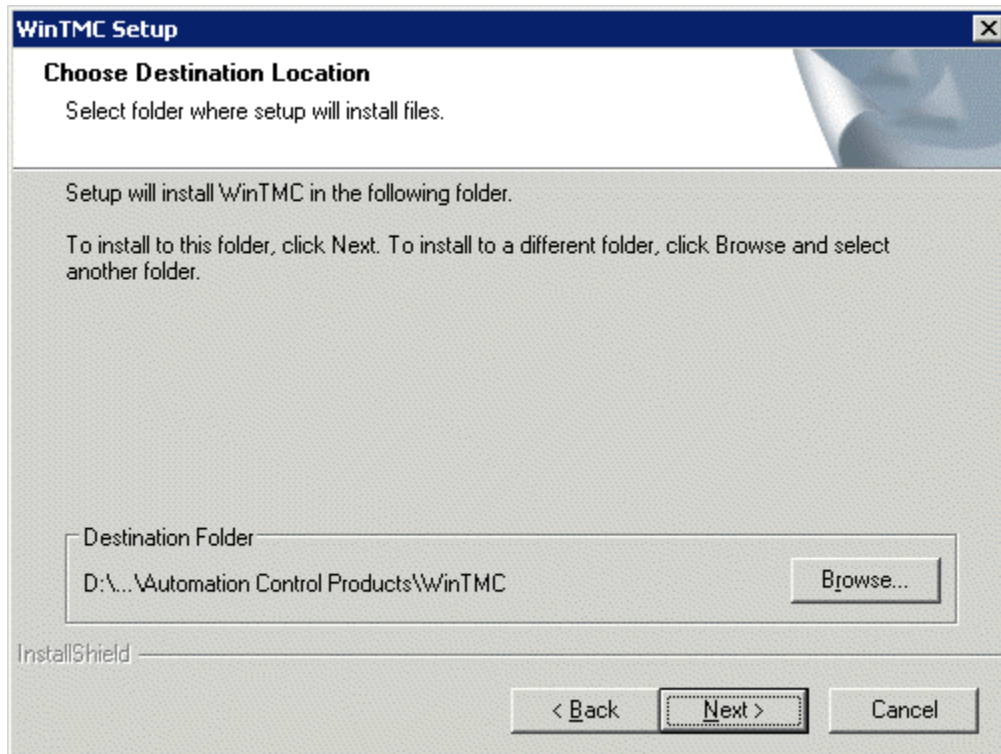 WinTMC Setup
Choose Destination Location
Select folder where setup will install files.
Setup will install WinTMC in the following folder.
To install to this folder, click Next. To install to a different folder, click Browse and select
another folder.
Destination Folder
D:\...\Automation Control Products\WinTMC
Browse...
InstallShield
< Back
Next >
Cancel